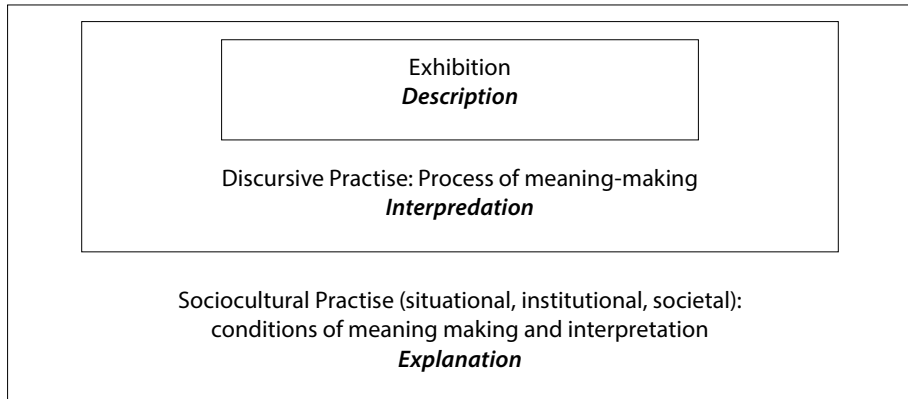 Exhibition
Description
Discursive Practise: Process of meaning-making
Interpredation
Sociocultural Practise (situational, institutional, societal):
conditions of meaning making and interpretation
Explanation